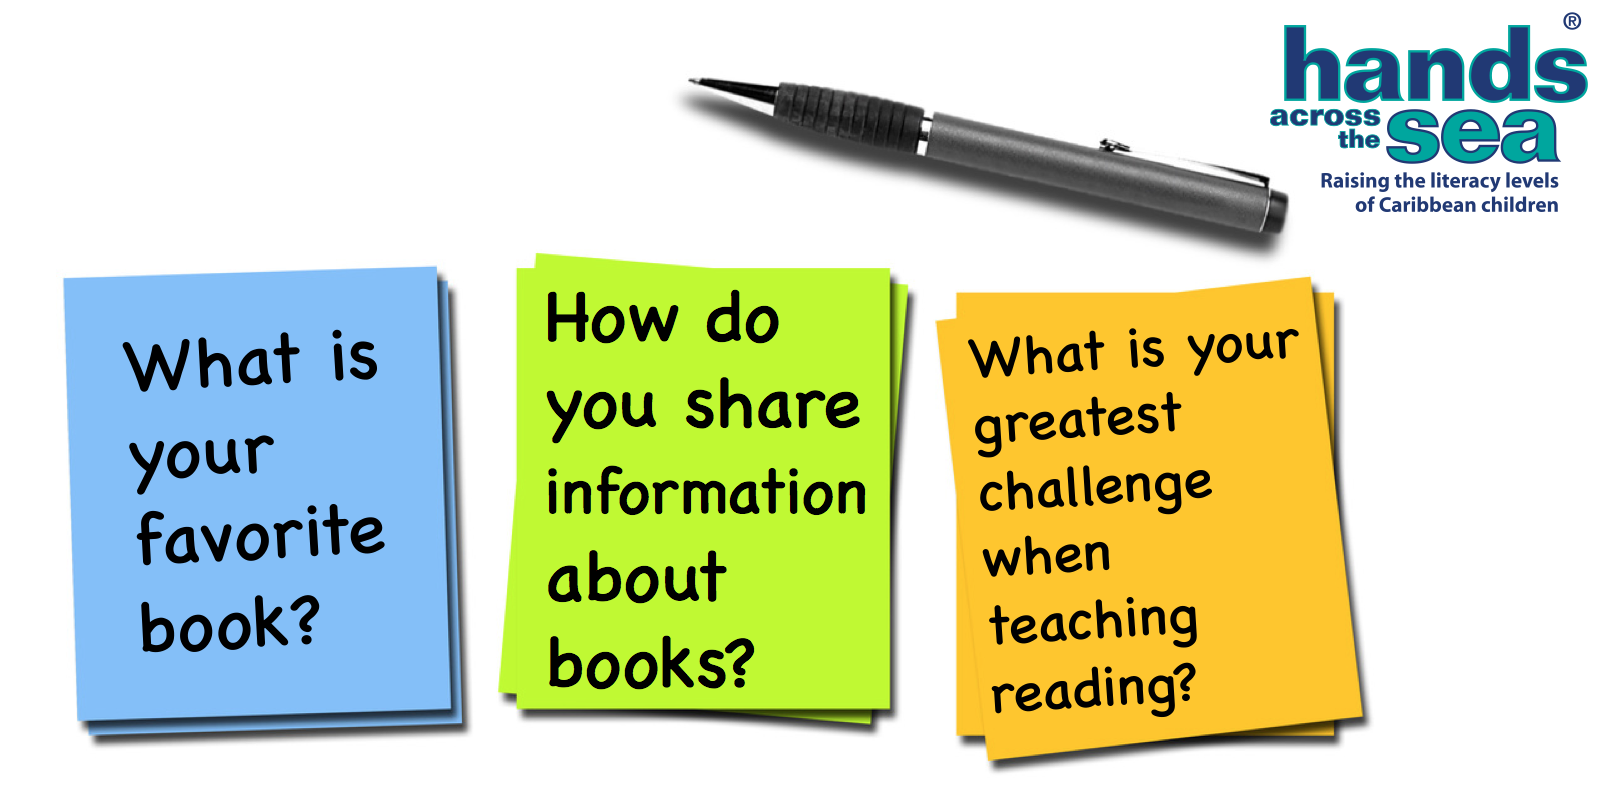 hands®
across
the
sea
Raising the literacy levels
of Caribbean children
What is
your
favorite
book?
How do
you share
information
about
books?
What is your
greatest
challenge
when
teaching
reading?